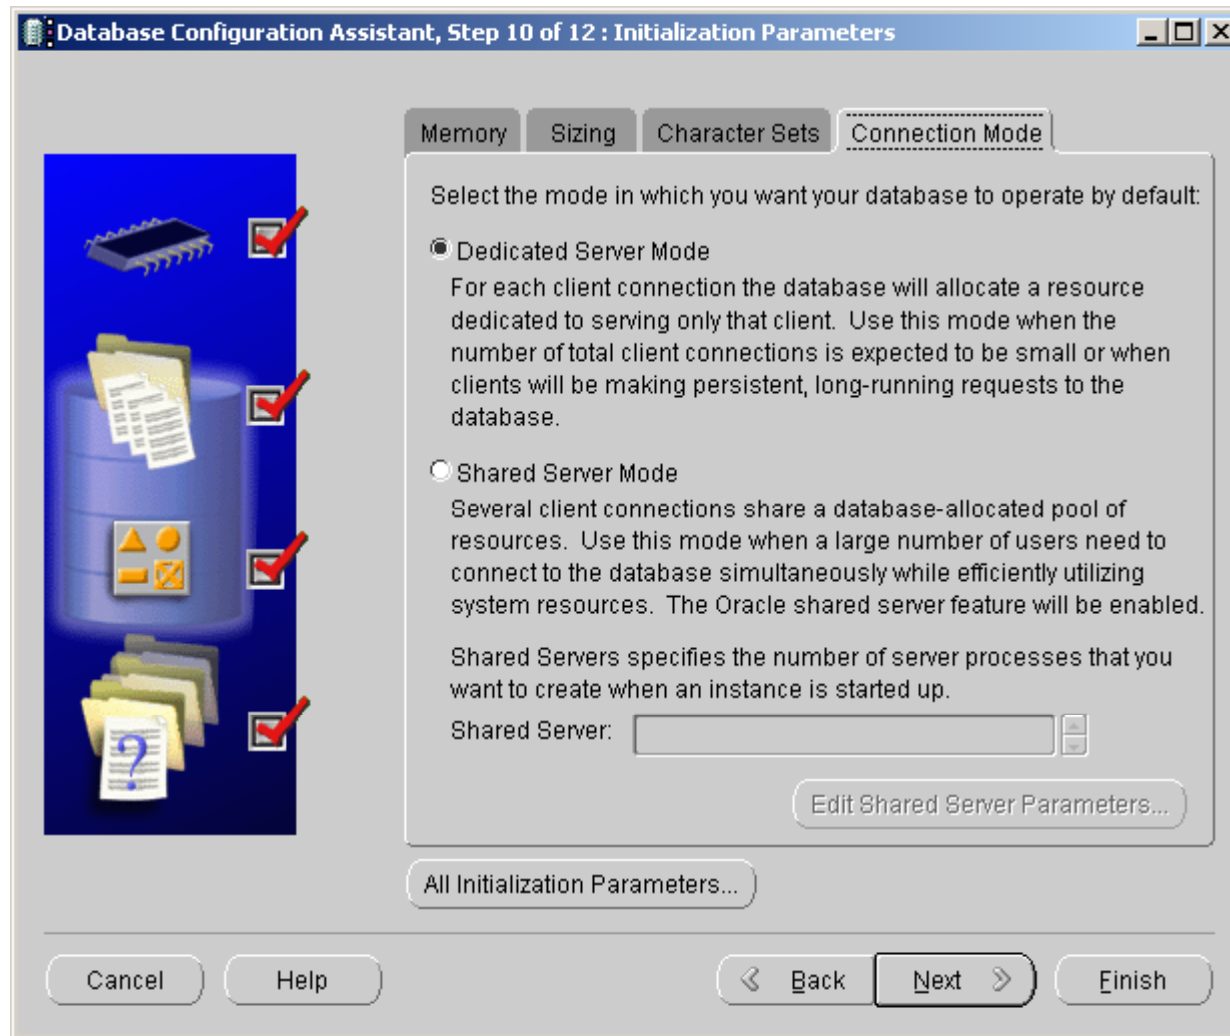 Database Configuration Assistant, Step 10 of 12 : Initialization Parameters
Memory Sizing Character Sets Connection Mode
Select the mode in which you want your database to operate by default:
Dedicated Server Mode
For each client connection the database will allocate a resource
dedicated to serving only that client. Use this mode when the
number of total client connections is expected to be small or when
clients will be making persistent, long-running requests to the
database.
Shared Server Mode
Several client connections share a database-allocated pool of
resources. Use this mode when a large number of users need to
connect to the database simultaneously while efficiently utilizing
system resources. The Oracle shared server feature will be enabled.
Shared Servers specifies the number of server processes that you
want to create when an instance is started up.
Shared Server:
Edit Shared Server Parameters...
All Initialization Parameters...
Cancel Help Back Next Finish
?